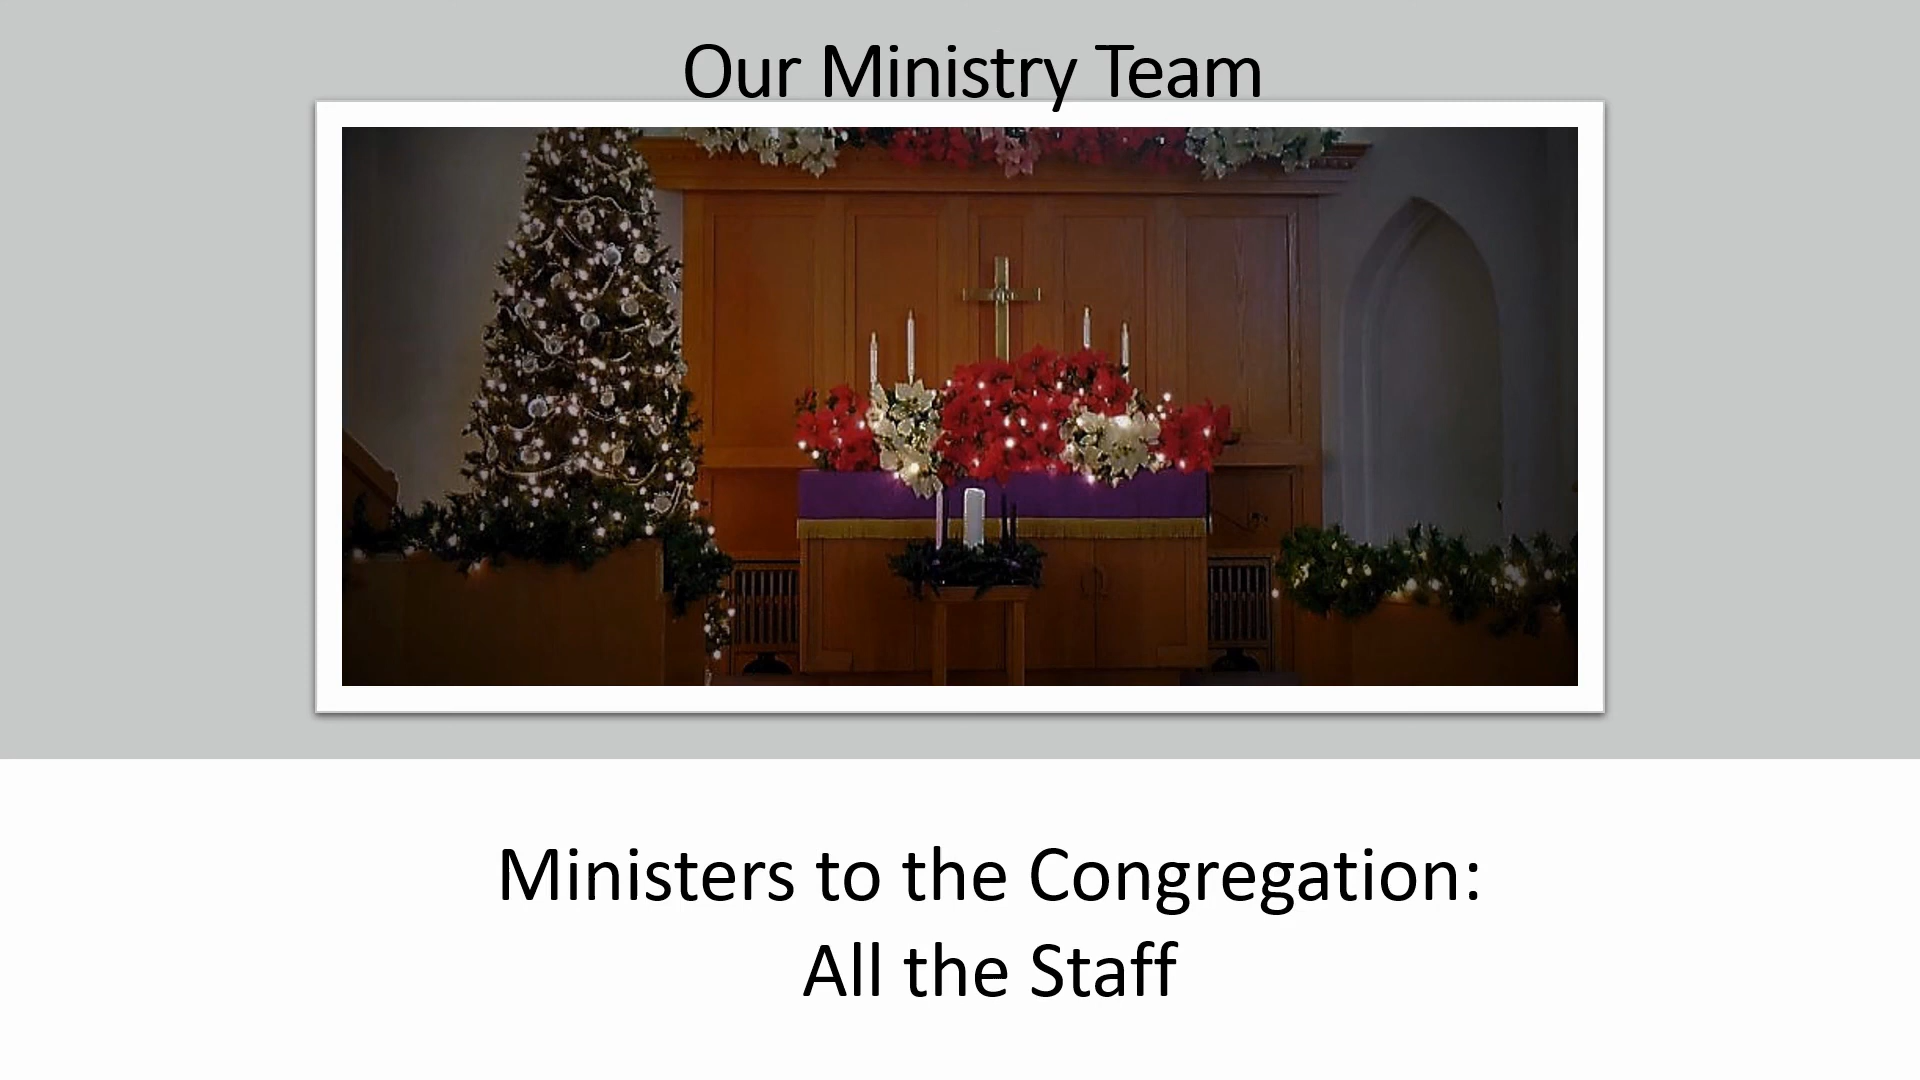 Our Ministry Team
Ministers to the Congregation:
All the Staff